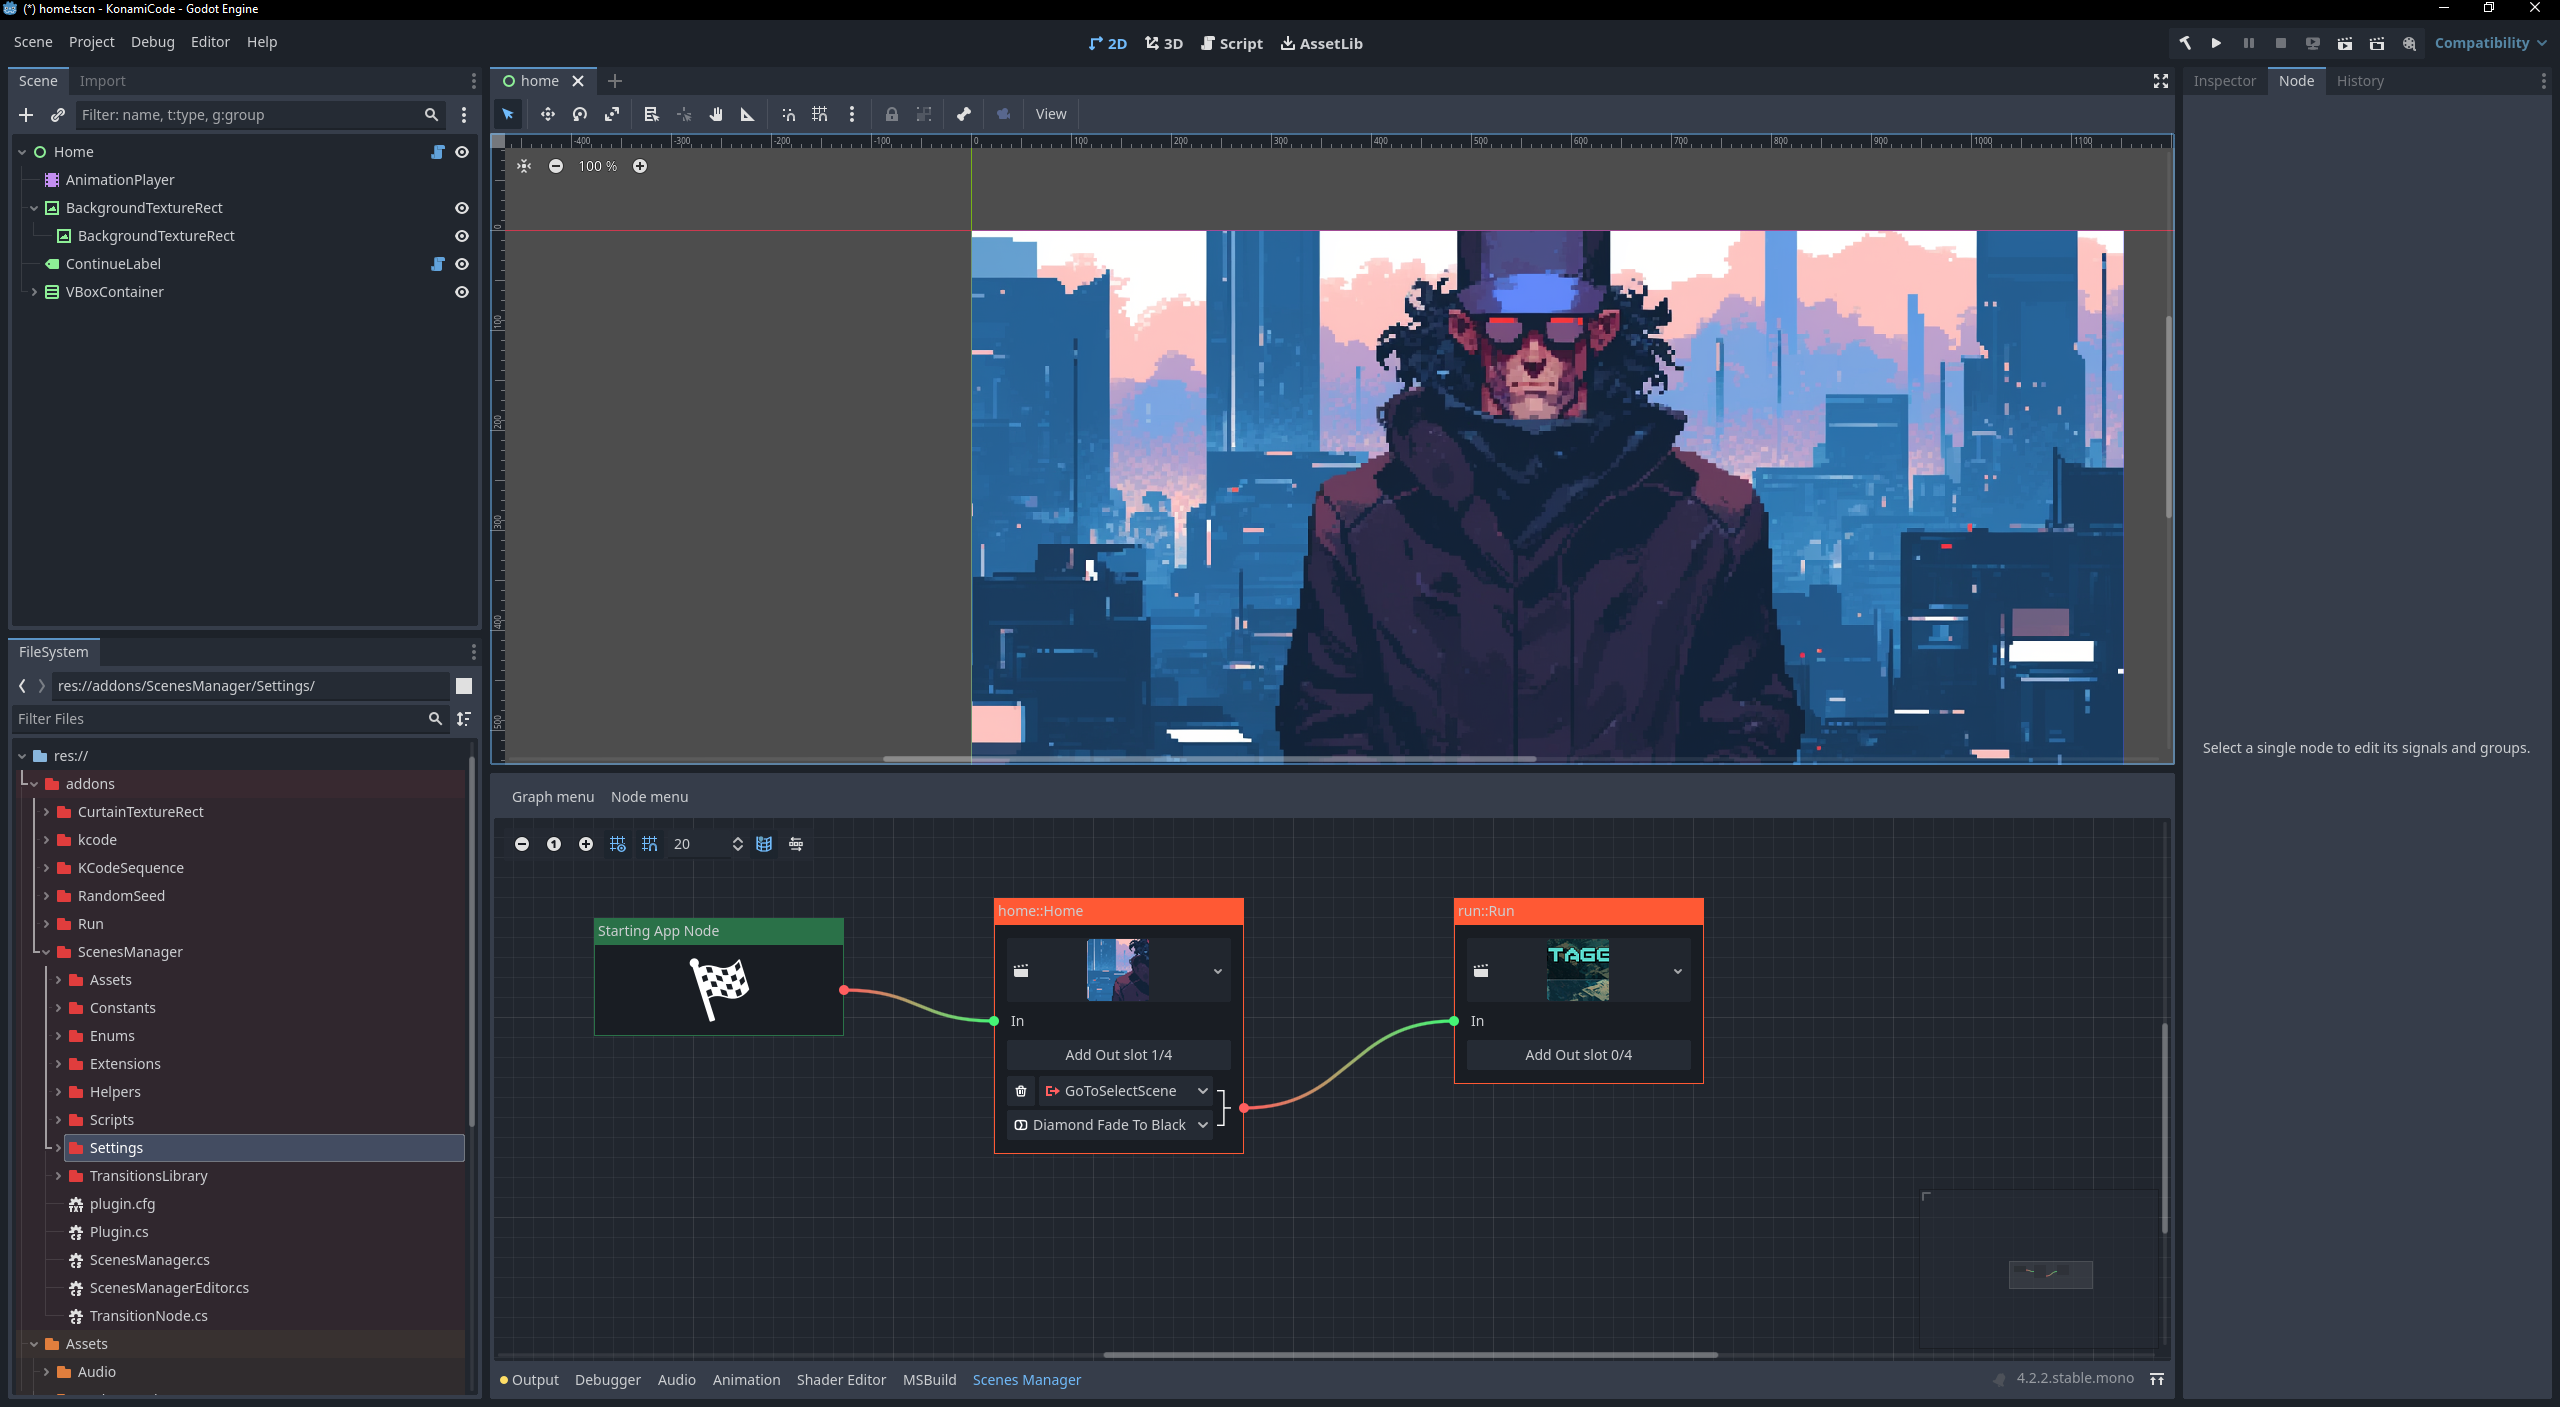 (*) home.tscn - KonamiCode - Godot Engine
Scene Project Debug Editor Help
2D 3D Script AssetLib
Compatibility
Scene Import
Filter: name, t:type, g:group
Home
AnimationPlayer
BackgroundTextureRect
BackgroundTextureRect
ContinueLabel
VBoxContainer
FileSystem
res://addons/ScenesManager/Settings/
Filter Files
res://
addons
CurtainTextureRect
kcode
KCodeSequence
RandomSeed
Run
ScenesManager
Assets
Constants
Enums
Extensions
Helpers
Scripts
Settings
TransitionsLibrary
plugin.cfg
Plugin.cs
ScenesManager.cs
ScenesManagerEditor.cs
TransitionNode.cs
Assets
Audio
home
View
-400 -300 -200 -100 0 100 200 300 400 500 600 700 800 900 1000 1100
100 %
0
100
200
300
400
500
Graph menu Node menu
1 20
Starting App Node
home::Home
In
Add Out slot 1/4
GoToSelectScene
Diamond Fade To Black
run::Run
TAGE
In
Add Out slot 0/4
Output Debugger Audio Animation Shader Editor MSBuild Scenes Manager
4.2.2.stable.mono
Inspector Node History
Select a single node to edit its signals and groups.